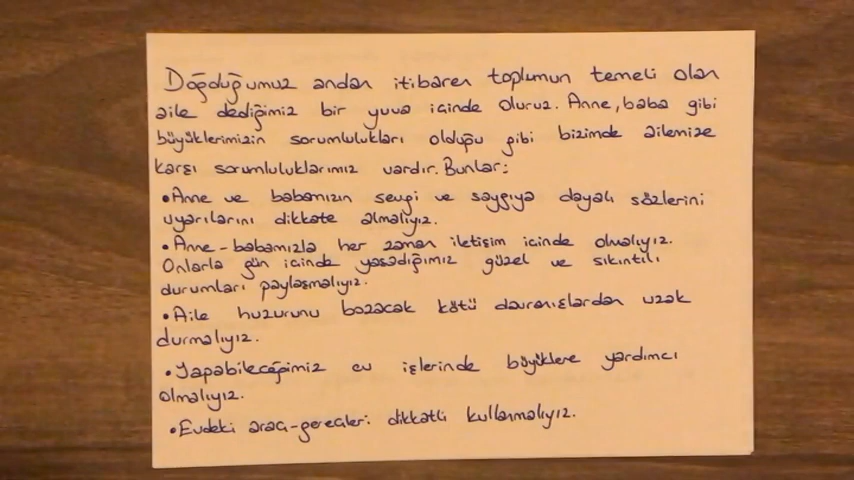 Doğduğumuz andan itibaren toplumun temeli olan
aile dediğimiz bir yuva içinde oluruz. Anne, baba gibi
büyüklerimizin sorumlulukları olduğu gibi bizimde ailemize
karşı sorumluluklarımız vardır. Bunlar;
•Anne ve babamızın sevgi ve saygıya dayalı sözlerini
uyarılarını dikkate almalıyız.
•Anne-babamızla her zaman iletişim içinde olmalıyız.
Onlarla gün içinde yaşadığımız güzel ve sıkıntılı
durumları paylaşmalıyız.
•Aile huzurunu bozacak kötü davranışlardan uzak
durmalıyız.
•Yapabileceğimiz ev işlerinde büyüklere yardımcı
olmalıyız.
•Evdeki araç-gereçleri dikkatli kullanmalıyız.